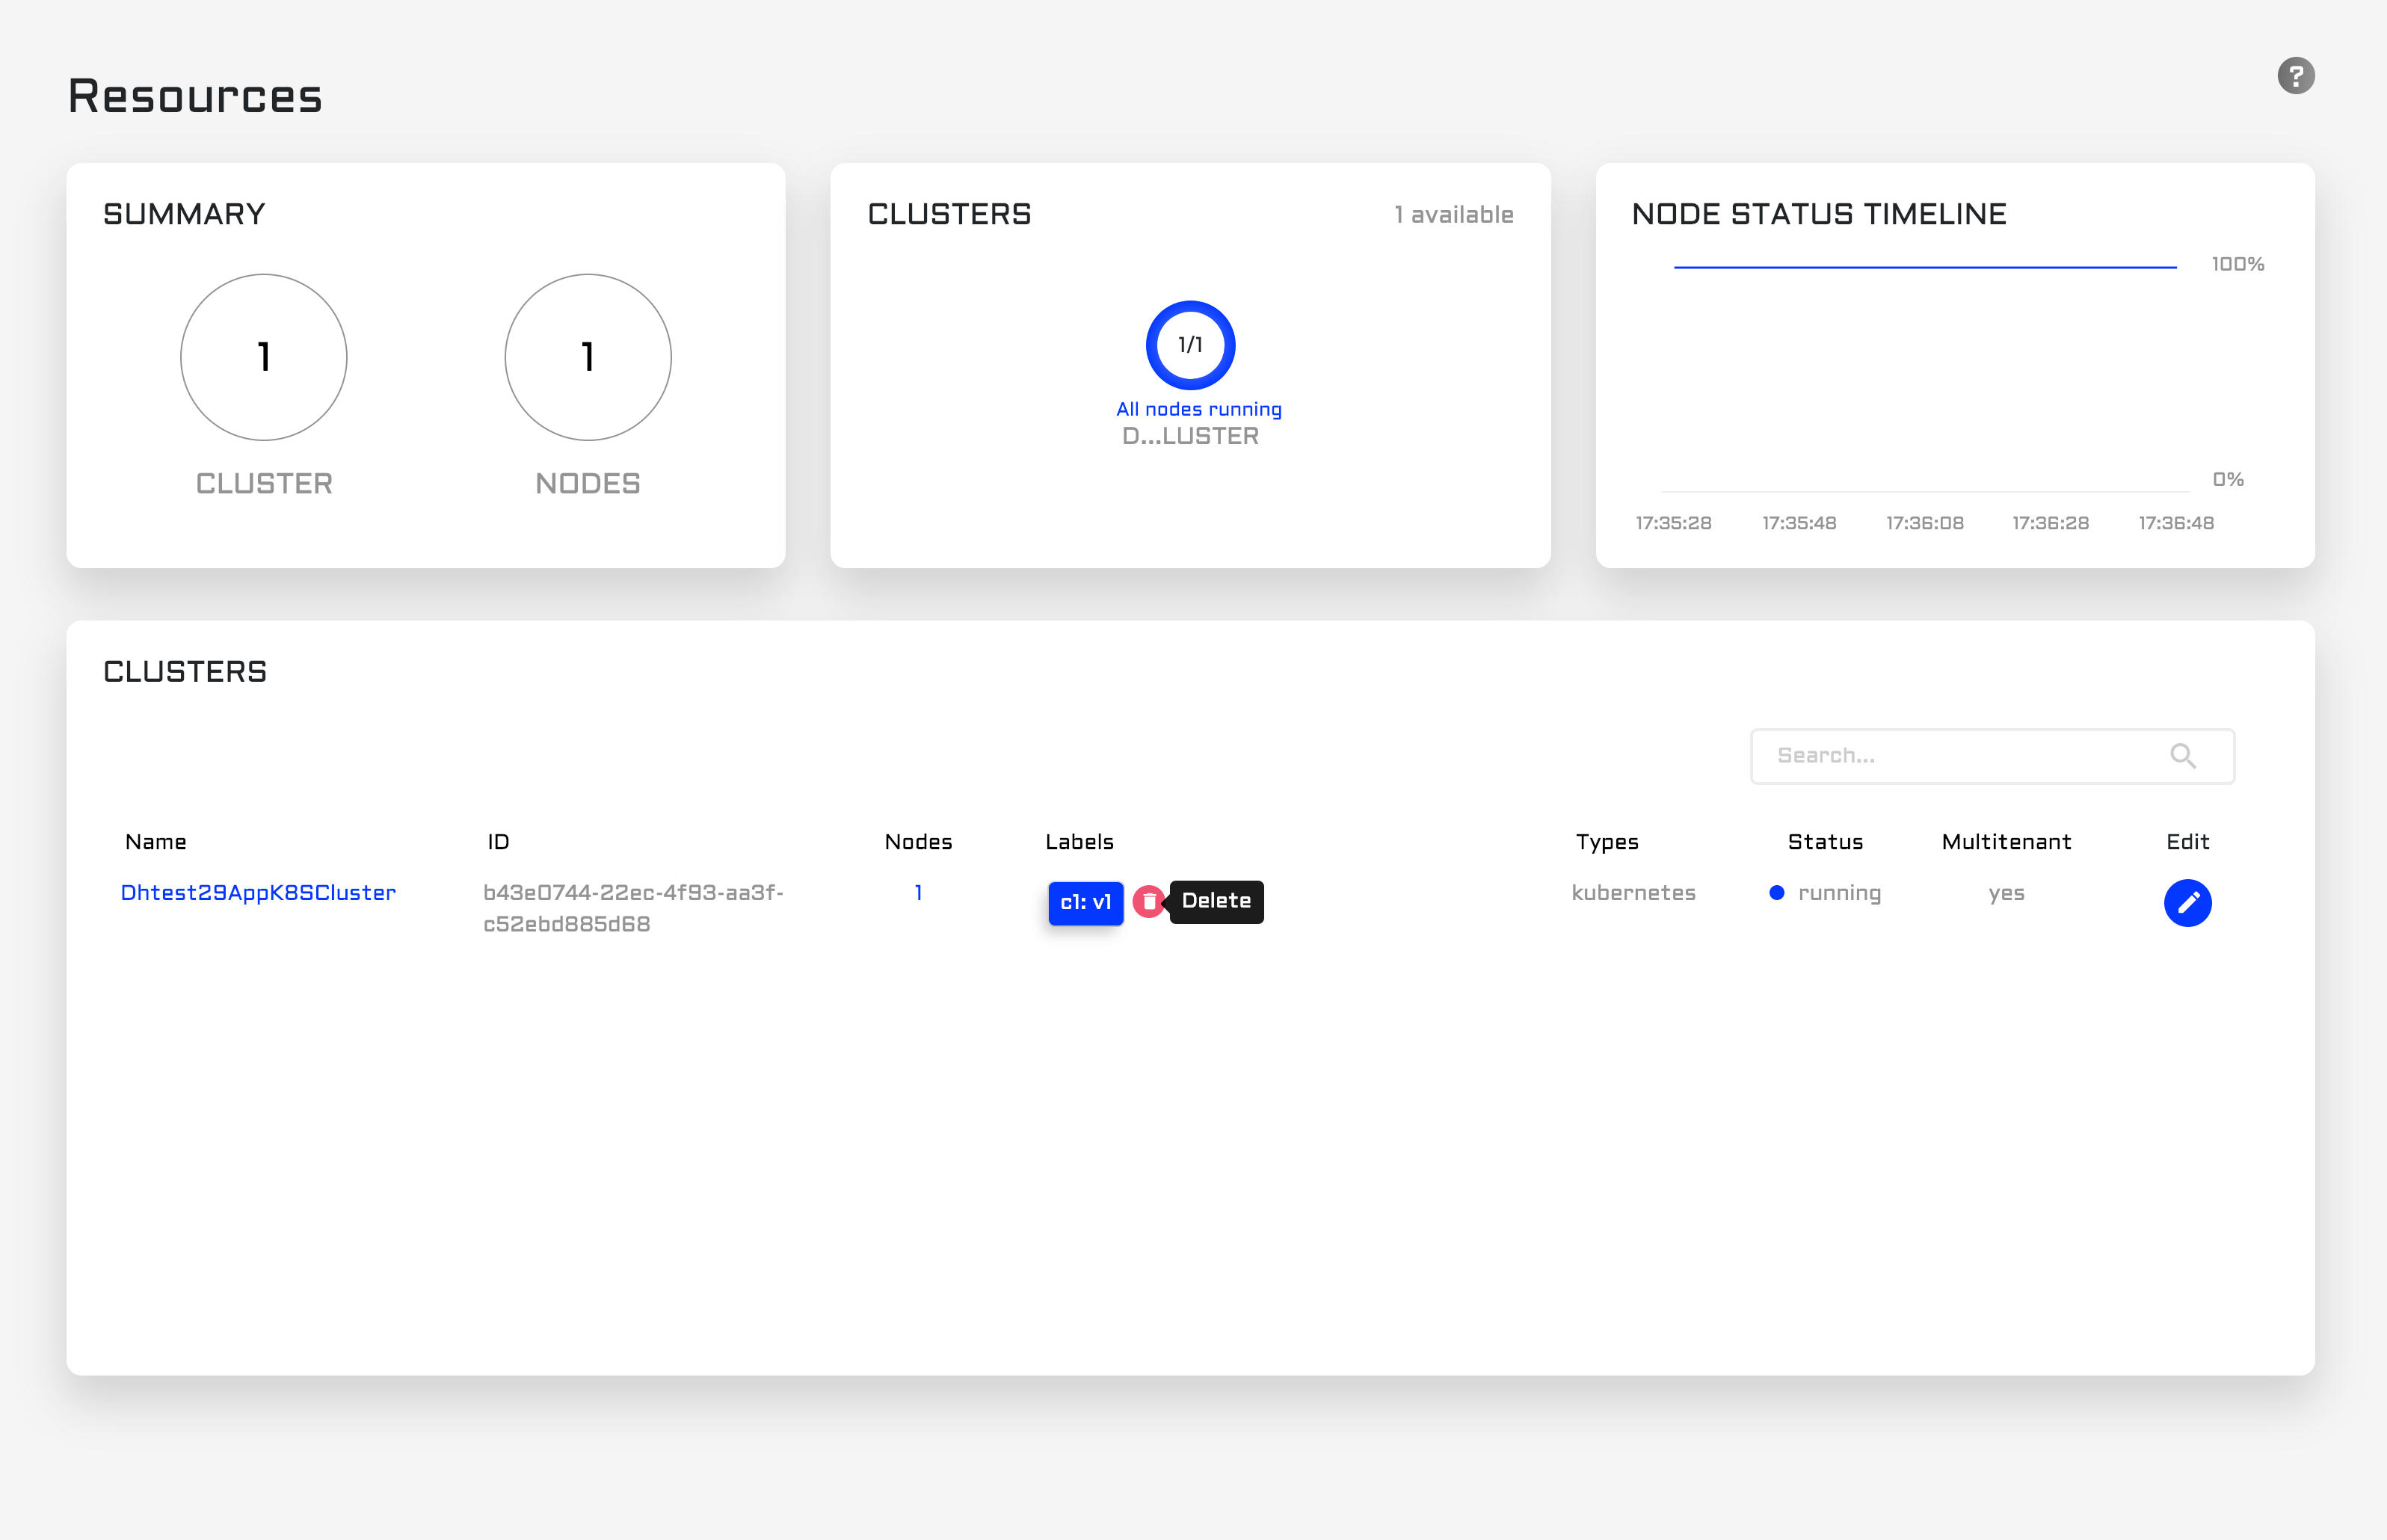 Resources
?
SUMMARY
1
1
CLUSTER
NODES
CLUSTERS
1 available
1/1
All nodes running
D...LUSTER
NODE STATUS TIMELINE
100%
0%
17:35:28 17:35:48 17:36:08 17:36:28 17:36:48
CLUSTERS
Search...
Name ID Nodes Labels Types Status Multitenant Edit
Dhtest29AppK8SCluster b43e0744-22ec-4f93-aa3f- 1 c1: v1 Delete kubernetes running yes
c52ebd885d68